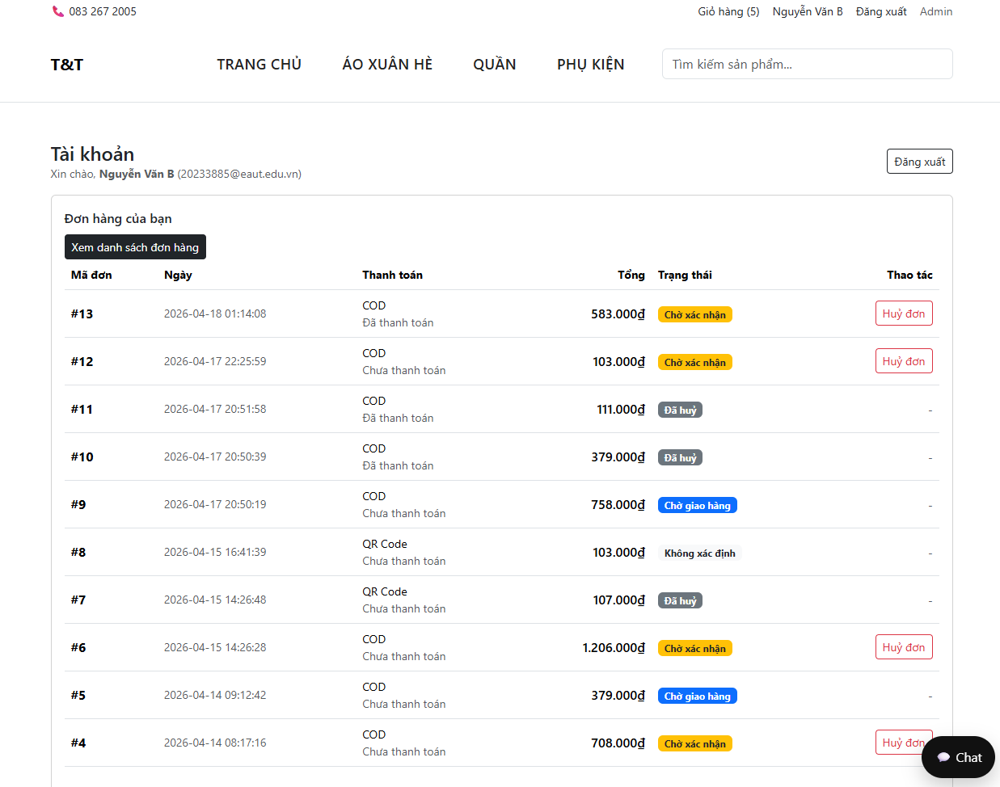 083 267 2005 Giỏ hàng (5) Nguyễn Văn B Đăng xuất Admin
T&T TRANG CHỦ ÁO XUÂN HÈ QUẦN PHỤ KIỆN Tìm kiếm sản phẩm...
Tài khoản
Xin chào, Nguyễn Văn B (20233885@eaut.edu.vn)
Đăng xuất
Đơn hàng của bạn
Xem danh sách đơn hàng
Mã đơn Ngày Thanh toán Tổng Trạng thái Thao tác
#13 2026-04-18 01:14:08 COD 583.000₫ Chờ xác nhận Huỷ đơn
Đã thanh toán
#12 2026-04-17 22:25:59 COD 103.000₫ Chờ xác nhận Huỷ đơn
Chưa thanh toán
#11 2026-04-17 20:51:58 COD 111.000₫ Đã huỷ -
Đã thanh toán
#10 2026-04-17 20:50:39 COD 379.000₫ Đã huỷ -
Đã thanh toán
#9 2026-04-17 20:50:19 COD 758.000₫ Chờ giao hàng -
Chưa thanh toán
#8 2026-04-15 16:41:39 QR Code 103.000₫ Không xác định -
Chưa thanh toán
#7 2026-04-15 14:26:48 QR Code 107.000₫ Đã huỷ -
Chưa thanh toán
#6 2026-04-15 14:26:28 COD 1.206.000₫ Chờ xác nhận Huỷ đơn
Chưa thanh toán
#5 2026-04-14 09:12:42 COD 379.000₫ Chờ giao hàng -
Chưa thanh toán
#4 2026-04-14 08:17:16 COD 708.000₫ Chờ xác nhận Huỷ đơn
Chưa thanh toán
Chat